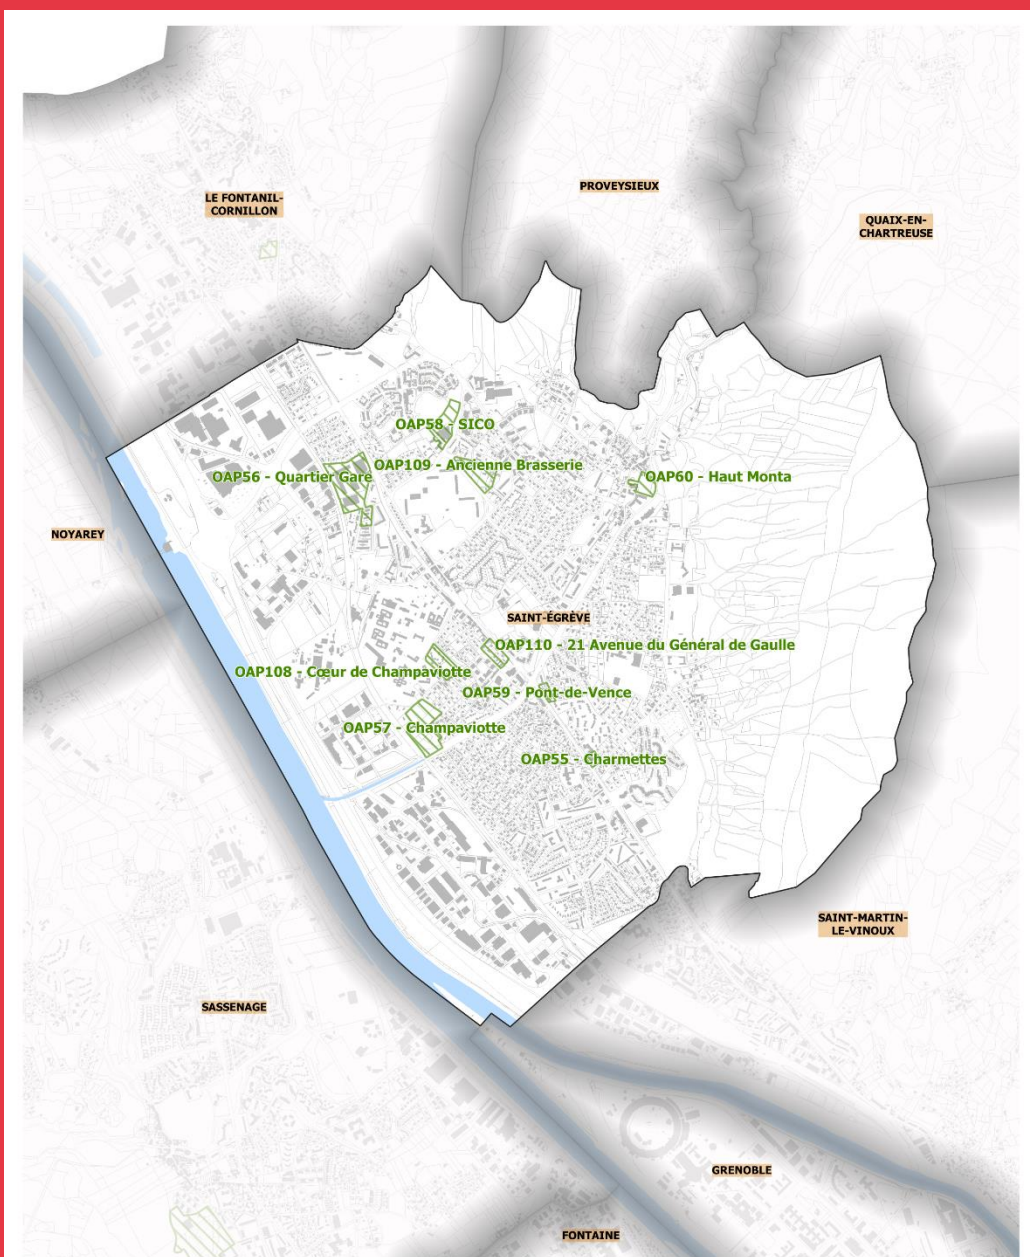 PROVEYSIEUX
LE FONTANIL-
CORNILLON
QUAIX-EN-
CHARTREUSE
OAP58 - SICO
OAP109 - Ancienne Brasserie
OAP56 - Quartier Gare
OAP60 - Haut Monta
NOYAREY
SAINT-ÉGRÈVE
OAP110 - 21 Avenue du Général de Gaulle
OAP108 - Cœur de Champaviotte
OAP59 - Pont-de-Vence
OAP57 - Champaviotte
OAP55 - Charmettes
SAINT-MARTIN-
LE-VINOUX
SASSENAGE
GRENOBLE
FONTAINE